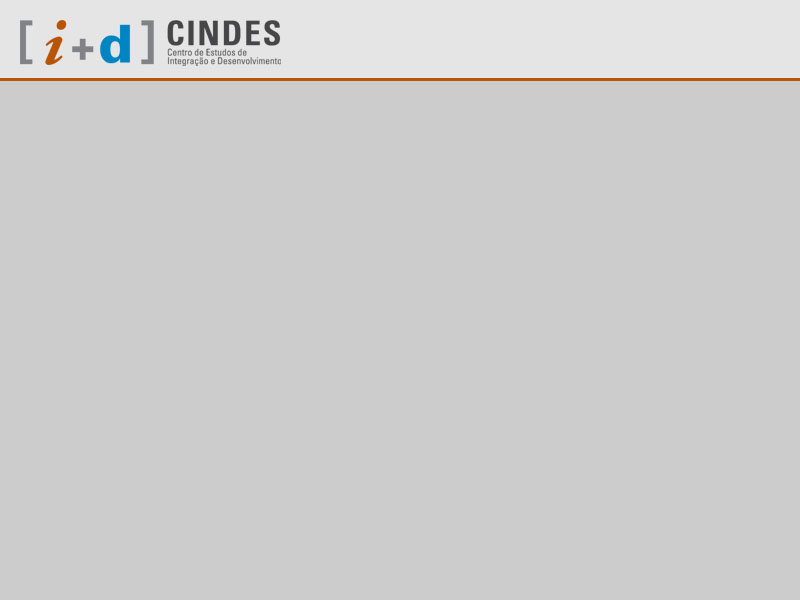 [i+d] CINDES
Centro de Estudos de
Integração e Desenvolvimento